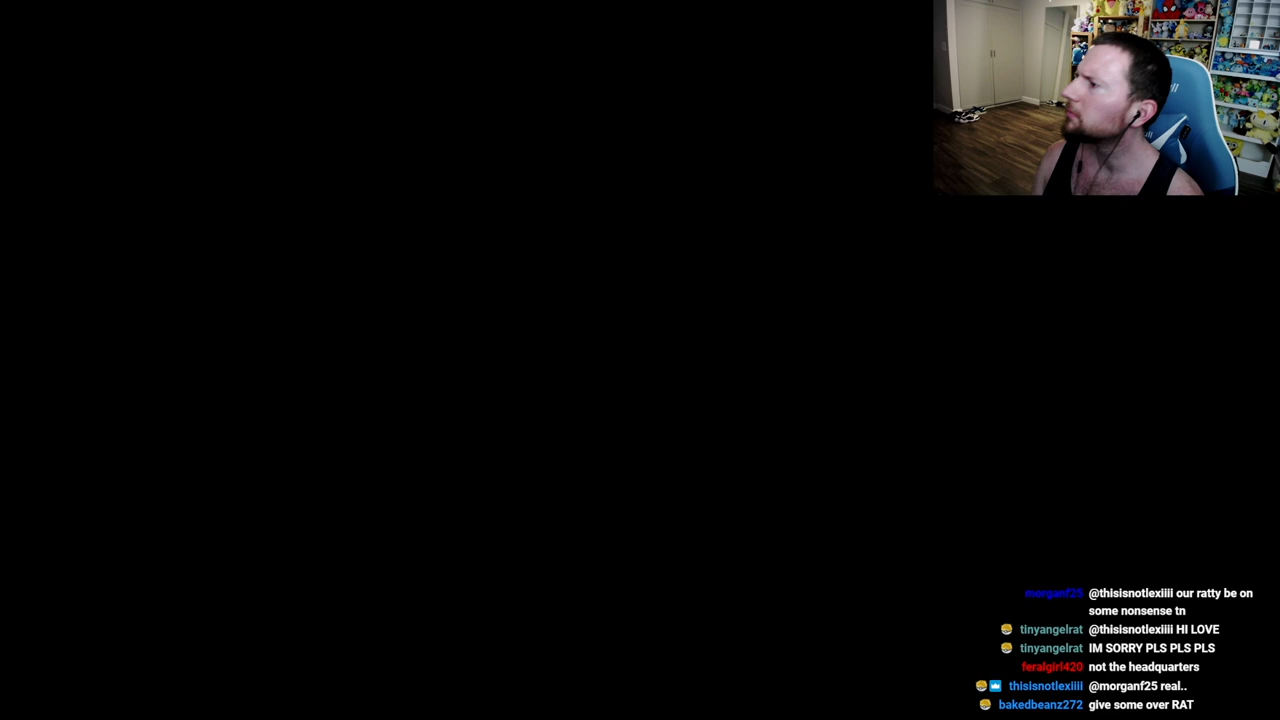 morganf25 @thisisnotlexiiii our ratty be on
some nonsense tn
tinyangelrat @thisisnotlexiiii HI LOVE
tinyangelrat IM SORRY PLS PLS PLS
feralgirl420 not the headquarters
thisisnotlexiiii @morganf25 real..
bakedbeanz272 give some over RAT